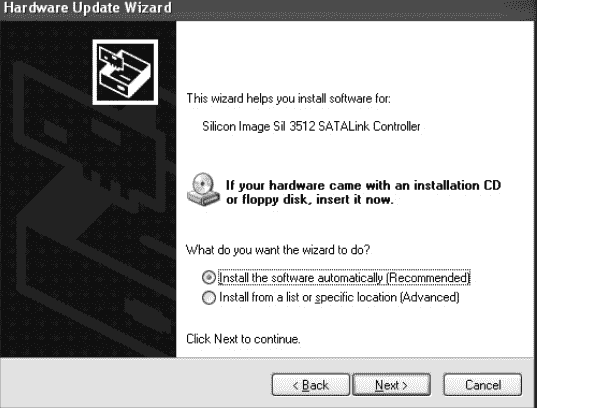 Hardware Update Wizard
This wizard helps you install software for:
Silicon Image SiI 3512 SATALink Controller
If your hardware came with an installation CD
or floppy disk, insert it now.
What do you want the wizard to do?
Install the software automatically (Recommended)
Install from a list or specific location (Advanced)
Click Next to continue.
< Back
Next >
Cancel